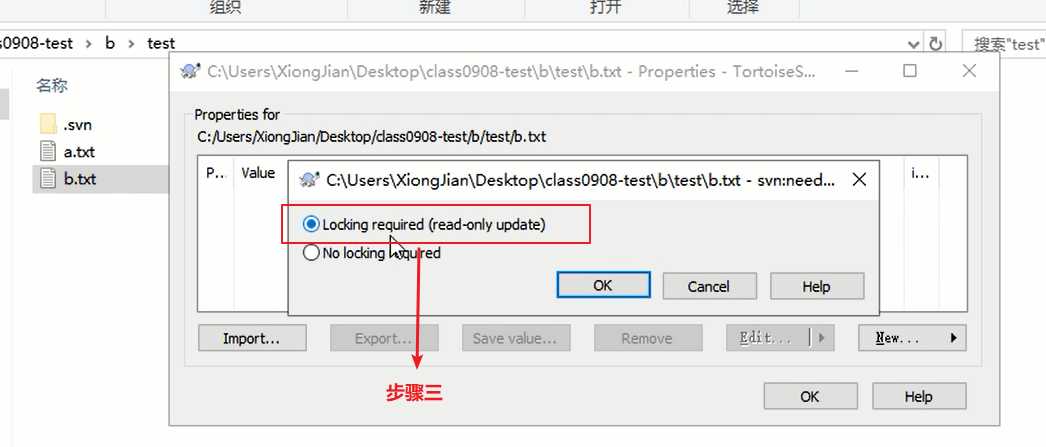 组织 新建 打开 选择
s0908-test › b › test
搜索"test"
名称
.svn
a.txt
b.txt
C:\Users\XiongJian\Desktop\class0908-test\b\test\b.txt - Properties - TortoiseS...
Properties for
C:/Users/XiongJian/Desktop/class0908-test/b/test/b.txt
P... Value i...
C:\Users\XiongJian\Desktop\class0908-test\b\test\b.txt - svn:need...
Locking required (read-only update)
No locking required
OK Cancel Help
Import... Export... Save value... Remove Edit... New...
步骤三
OK Help